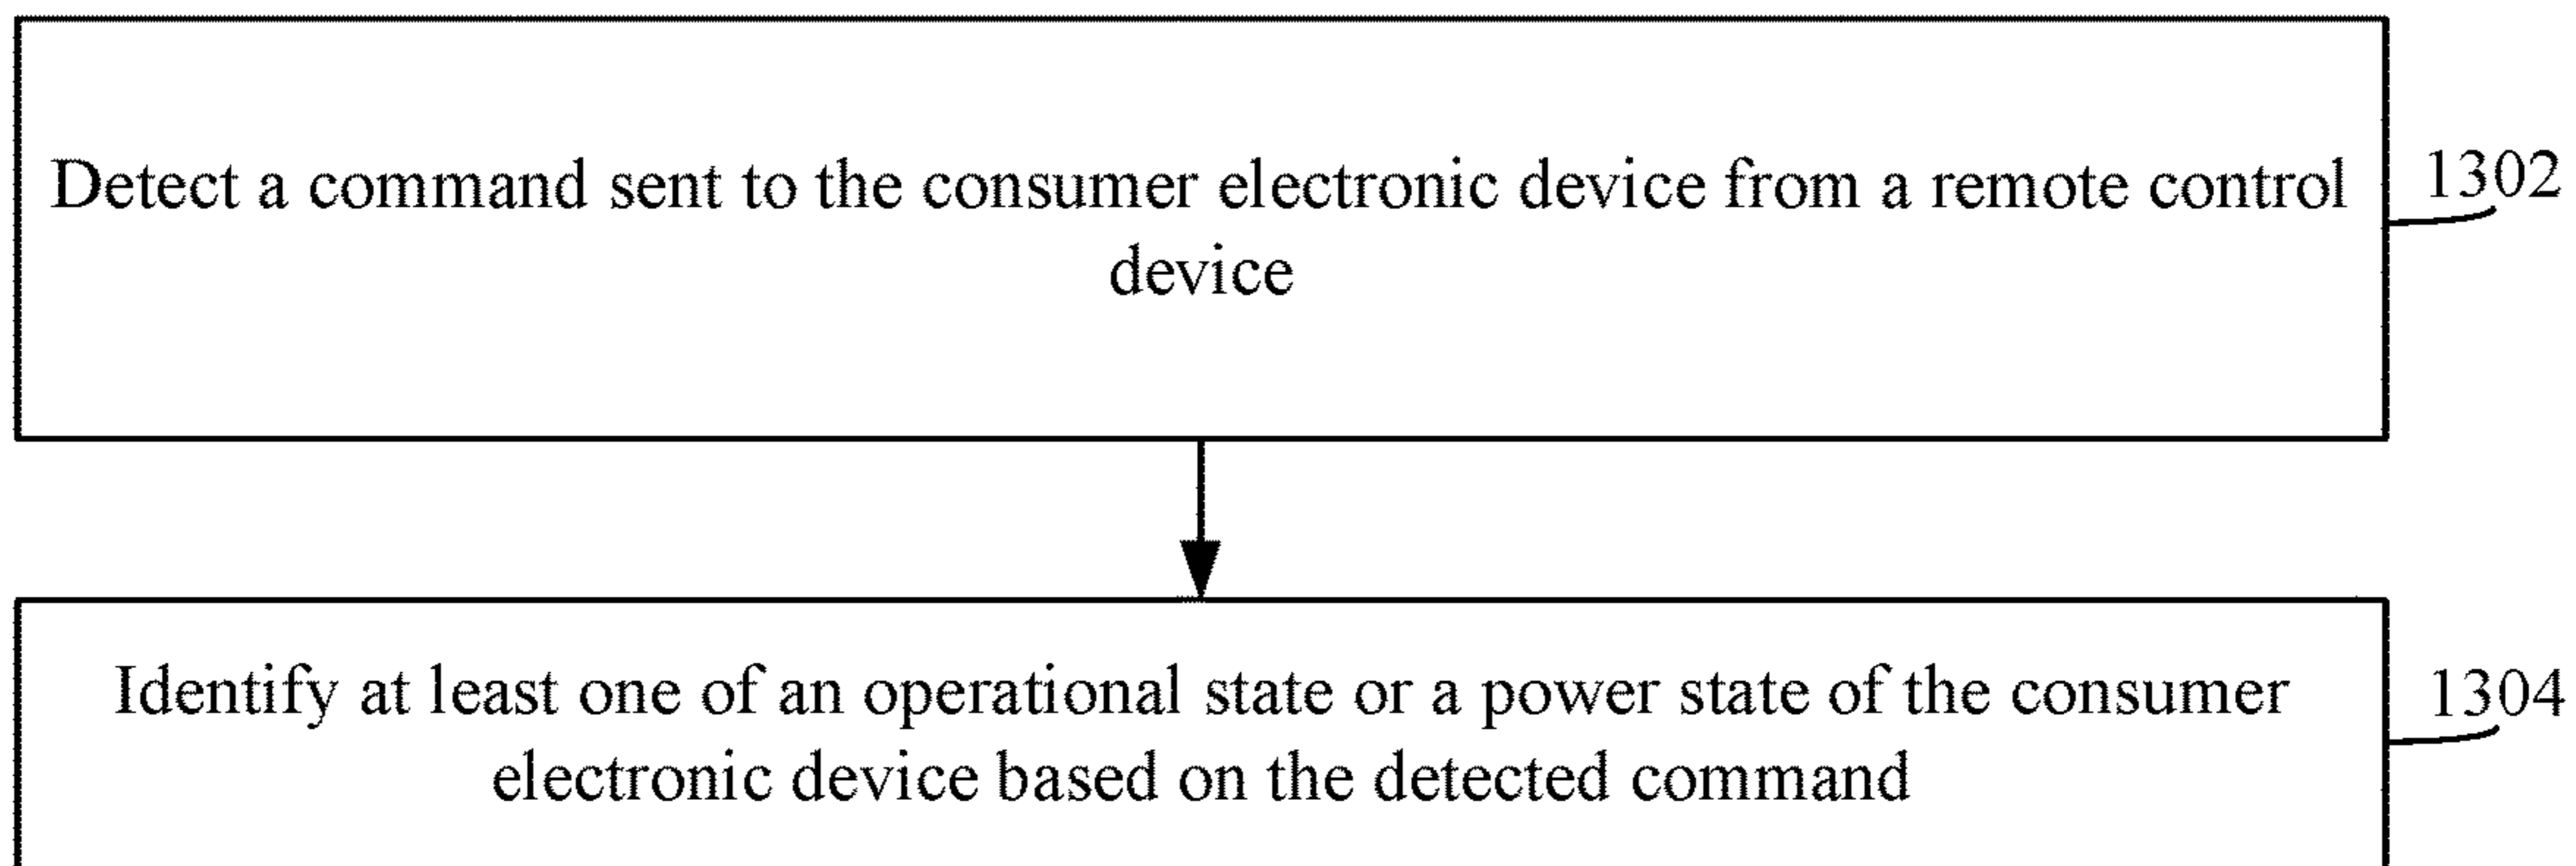 Detect a command sent to the consumer electronic device from a remote control
device
1302
Identify at least one of an operational state or a power state of the consumer
electronic device based on the detected command
1304